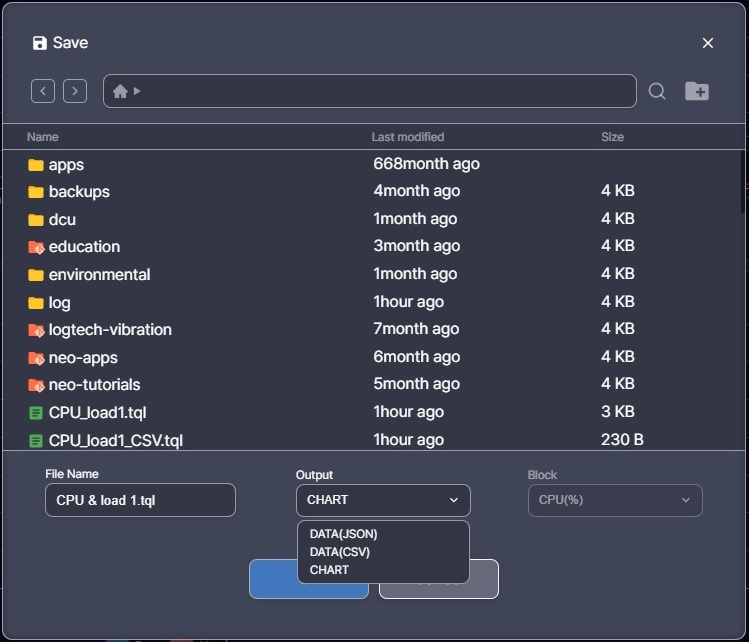 Save
Name Last modified Size
apps 668month ago
backups 4month ago 4 KB
dcu 1month ago 4 KB
education 3month ago 4 KB
environmental 1month ago 4 KB
log 1hour ago 4 KB
logtech-vibration 7month ago 4 KB
neo-apps 6month ago 4 KB
neo-tutorials 5month ago 4 KB
CPU_load1.tql 1hour ago 3 KB
CPU_load1_CSV.tql 1hour ago 230 B
File Name Output Block
CPU & load 1.tql CHART CPU(%)
DATA(JSON)
DATA(CSV)
CHART